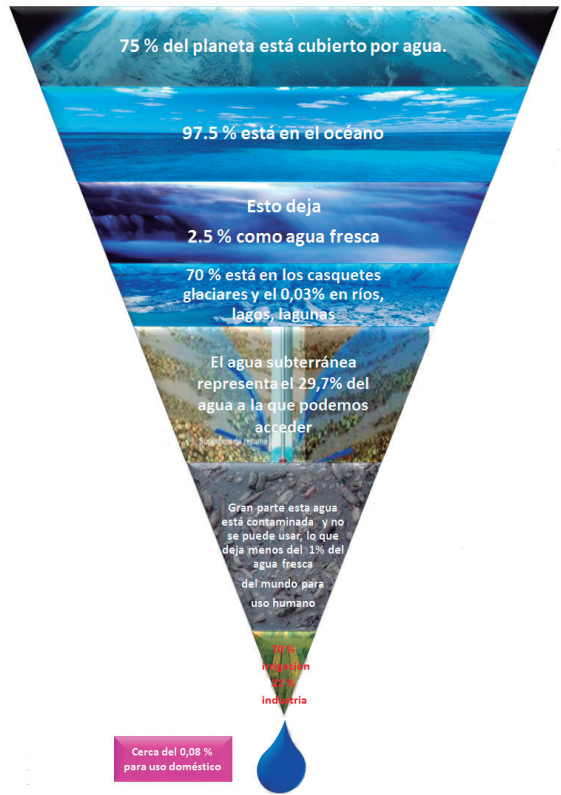 75 % del planeta está cubierto por agua.
97.5 % está en el océano
Esto deja
2.5 % como agua fresca
70 % está en los casquetes
glaciares y el 0,03% en ríos,
lagos, lagunas
El agua subterránea
representa el 29,7% del
agua a la que podemos
acceder
Gran parte esta agua
está contaminada y no
se puede usar, lo que
deja menos del 1% del
agua fresca
del mundo para
uso humano
70 %
irrigación
22 %
industria
Cerca del 0,08 %
para uso doméstico